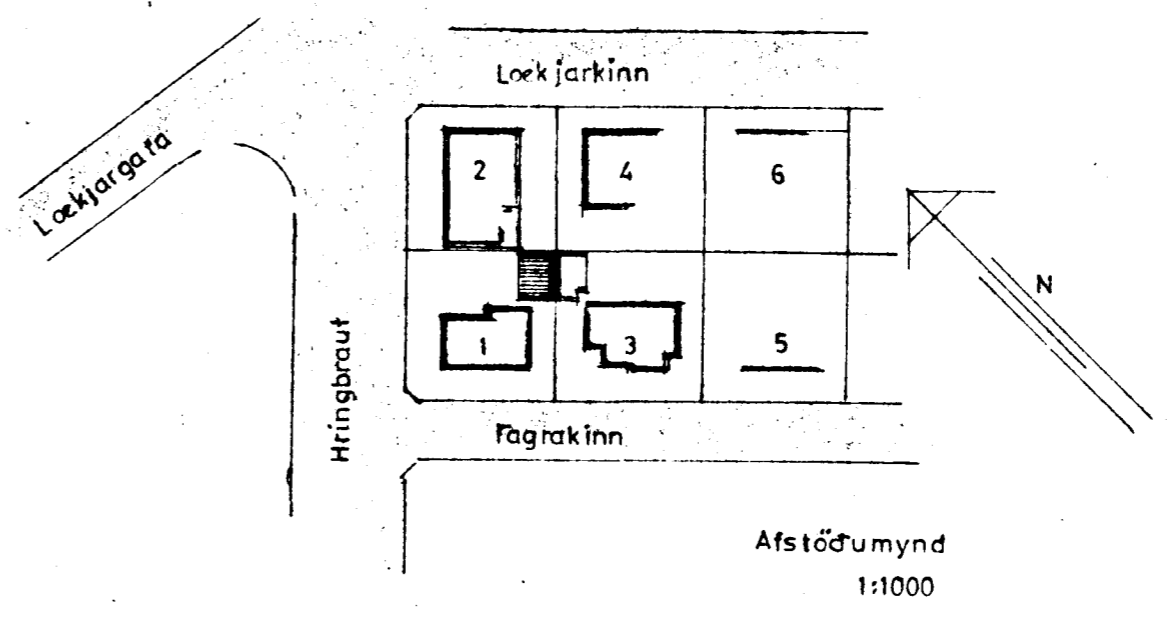 Loekjarkinn
Loekjargata
2
4
6
N
1
3
5
Hringbraut
Fagrakinn
Afstöðumynd
1:1000